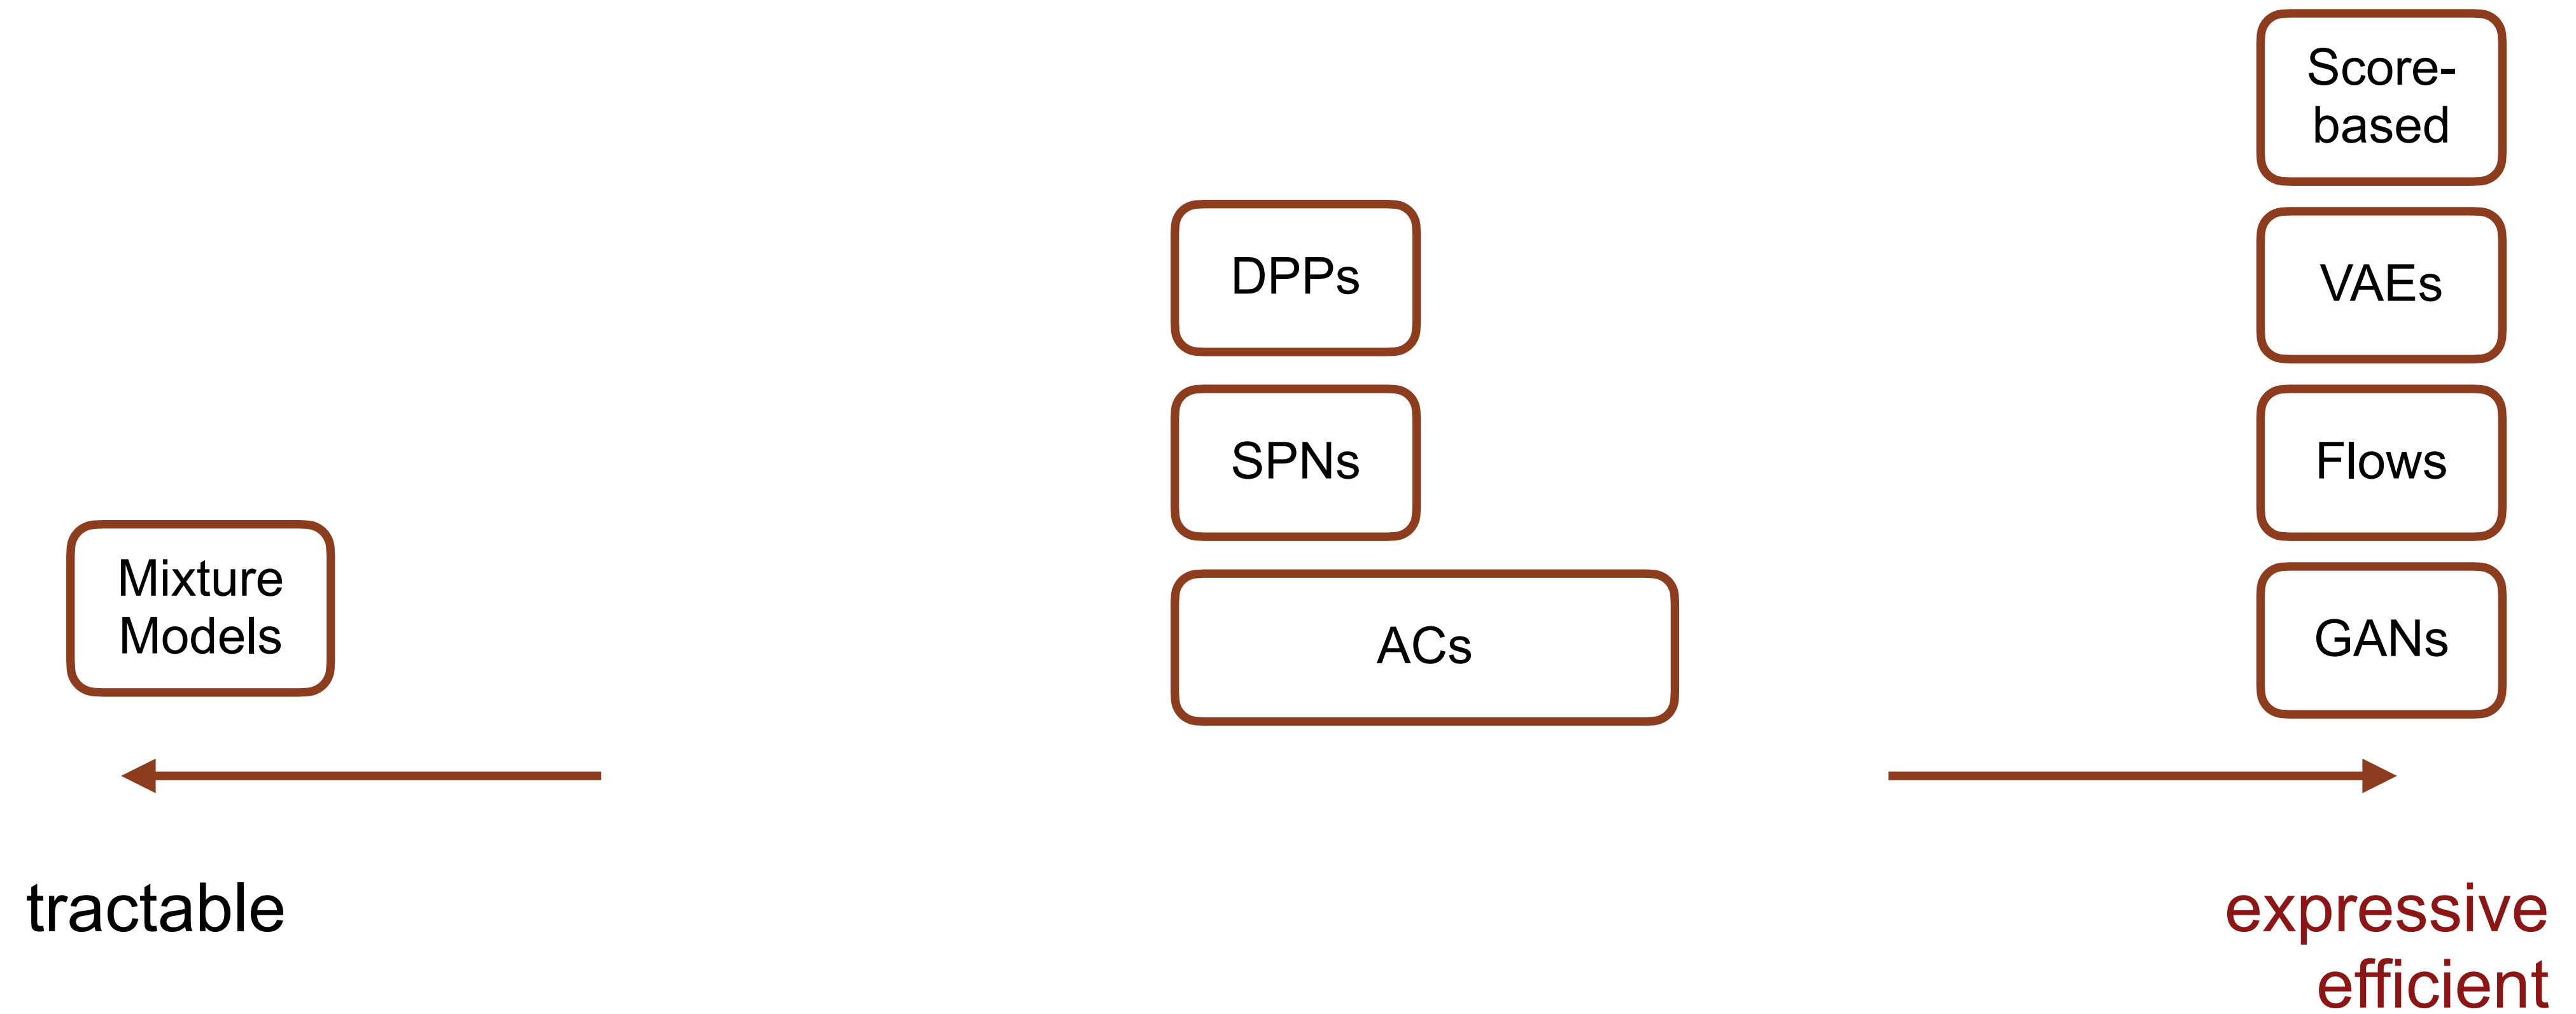 Score-
based
DPPs
VAEs
SPNs
Flows
Mixture
Models
ACs
GANs
tractable
expressive
efficient